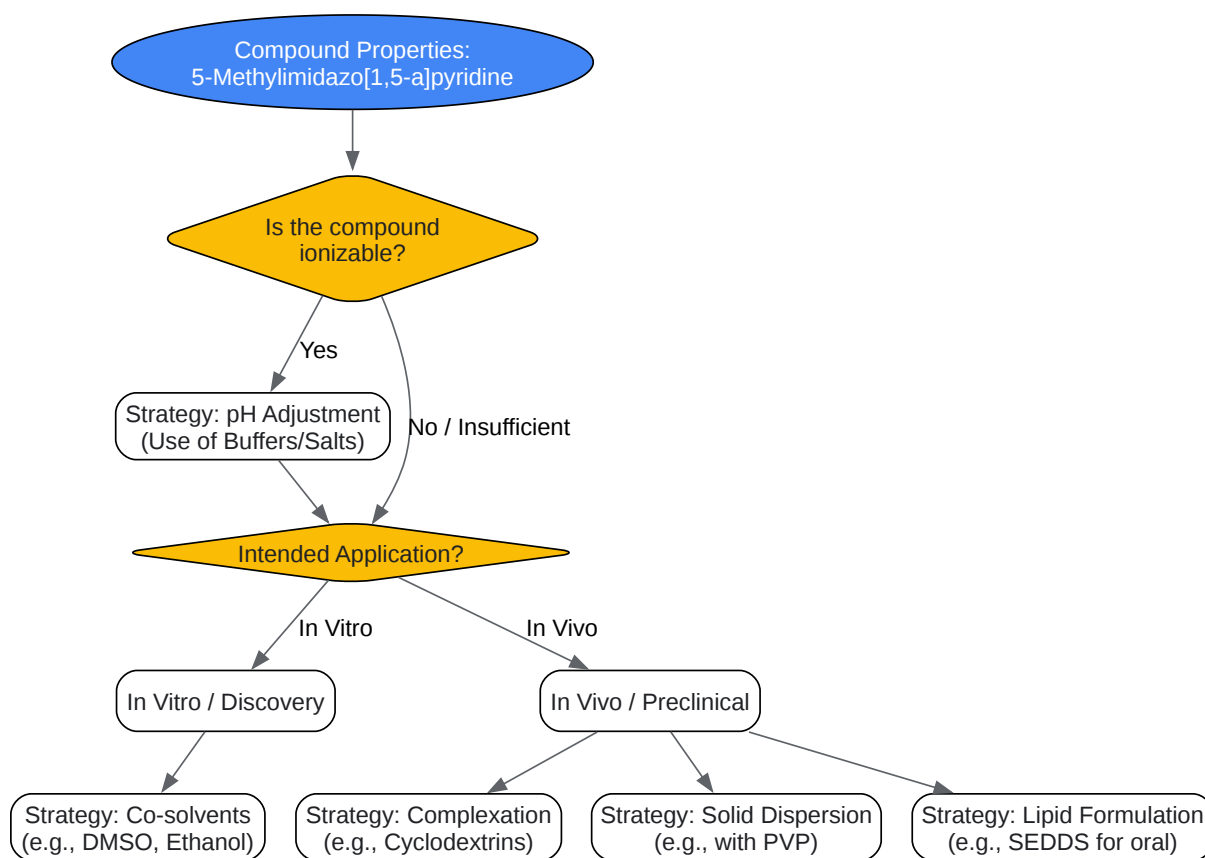 Compound Properties:
5-Methylimidazo[1,5-a]pyridine
Is the compound
ionizable?
Yes
Strategy: pH Adjustment
(Use of Buffers/Salts)
No / Insufficient
Intended Application?
In Vitro
In Vivo
In Vitro / Discovery
In Vivo / Preclinical
Strategy: Co-solvents
(e.g., DMSO, Ethanol)
Strategy: Complexation
(e.g., Cyclodextrins)
Strategy: Solid Dispersion
(e.g., with PVP)
Strategy: Lipid Formulation
(e.g., SEDDS for oral)